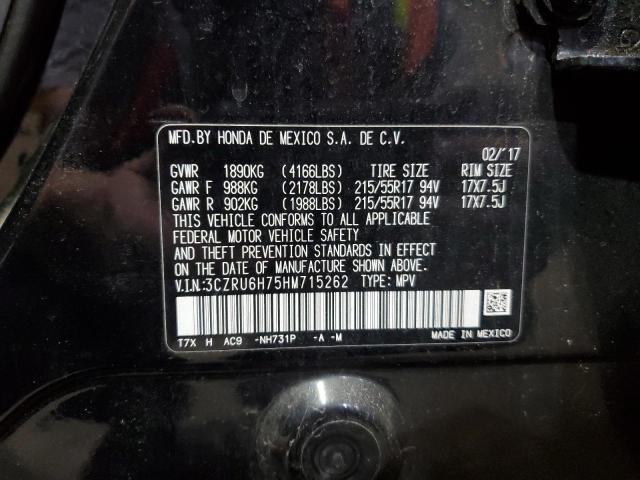 MFD.BY HONDA DE MEXICO S.A. DE C.V.
02/'17
GVWR 1890KG (4166LBS) TIRE SIZE RIM SIZE
GAWR F 988KG (2178LBS) 215/55R17 94V 17X7.5J
GAWR R 902KG (1988LBS) 215/55R17 94V 17X7.5J
THIS VEHICLE CONFORMS TO ALL APPLICABLE
FEDERAL MOTOR VEHICLE SAFETY
AND THEFT PREVENTION STANDARDS IN EFFECT
ON THE DATE OF MANUFACTURE SHOWN ABOVE.
V.I.N:3CZRU6H75HM715262 TYPE: MPV
T7X H AC9 -NH731P -A -M MADE IN MEXICO